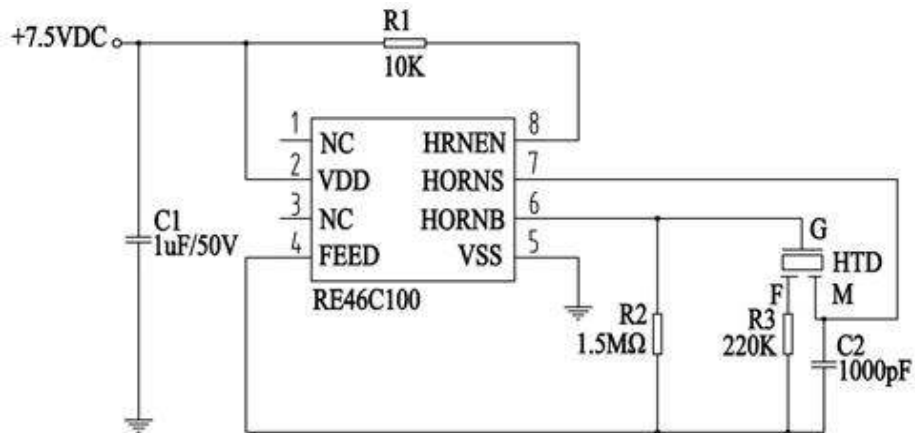 R1
+7.5VDC
10K
1
8
NC
HRNEN
2
7
VDD
HORNS
3
6
NC
HORNB
G
C1
1uF/50V
4
5
FEED
VSS
HTD
RE46C100
F
M
R2
1.5MΩ
R3
220K
C2
1000pF